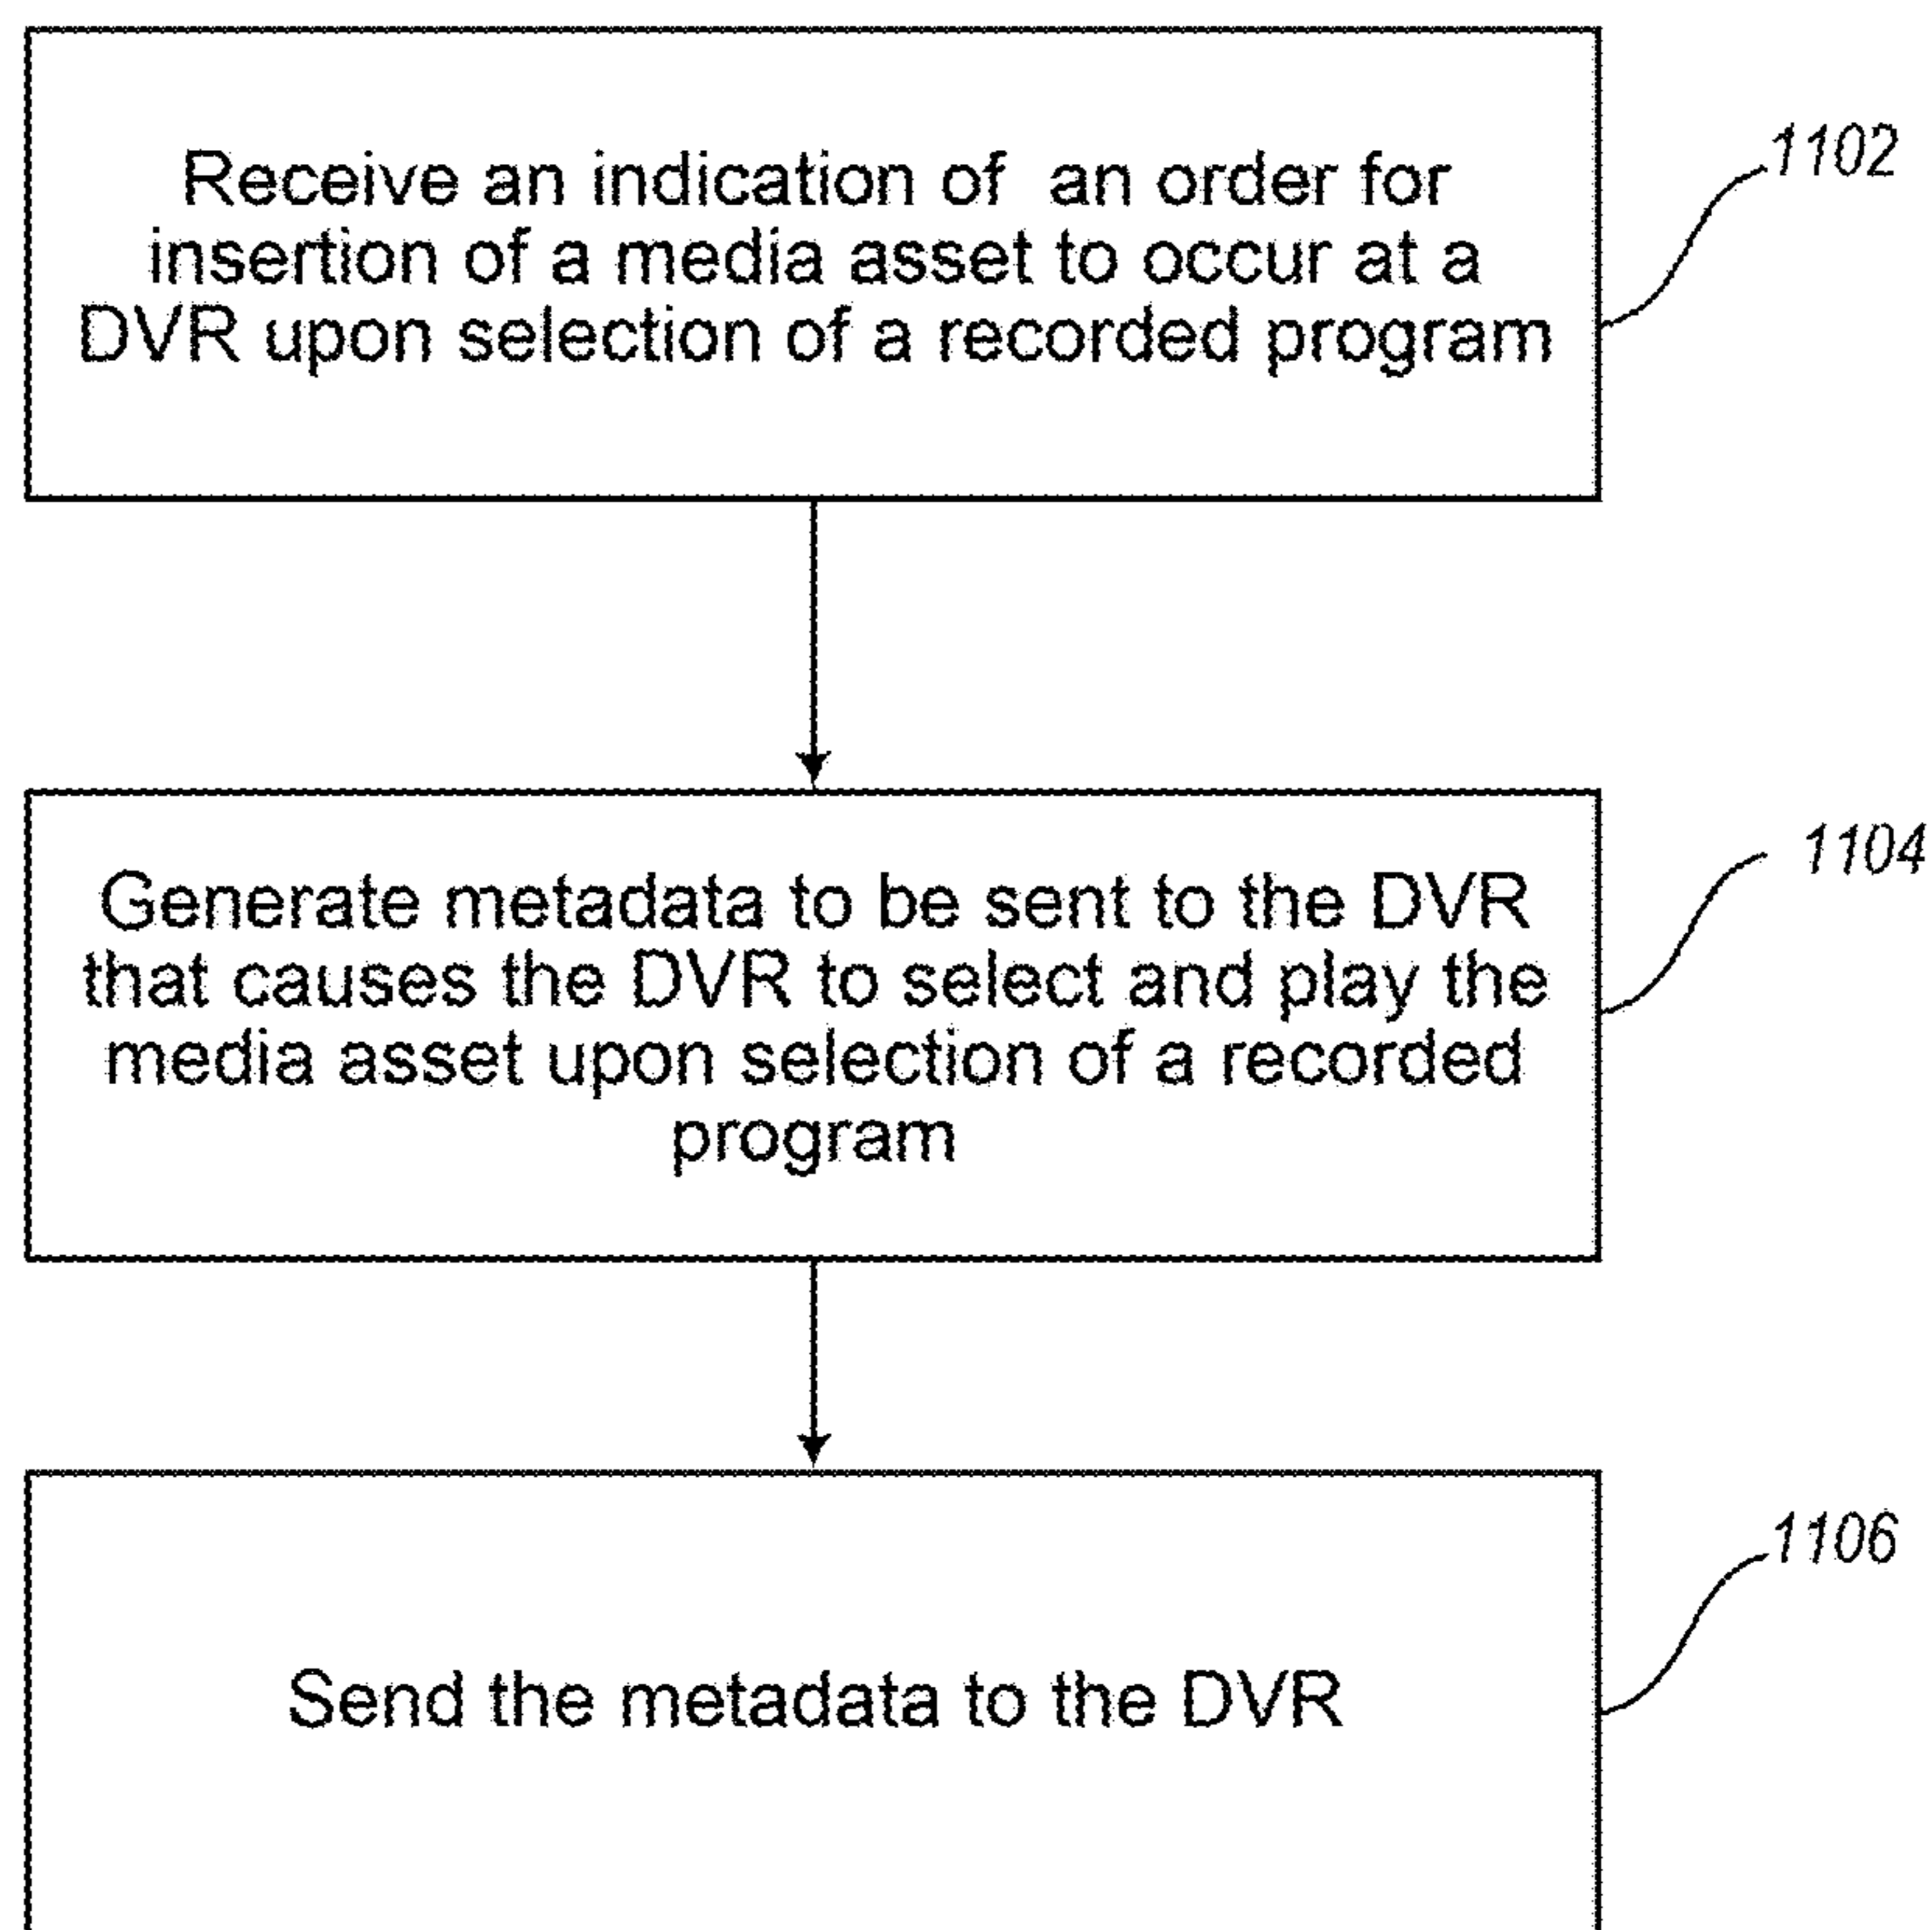 Receive an indication of an order for
insertion of a media asset to occur at a
DVR upon selection of a recorded program
1102
Generate metadata to be sent to the DVR
that causes the DVR to select and play the
media asset upon selection of a recorded
program
1104
Send the metadata to the DVR
1106